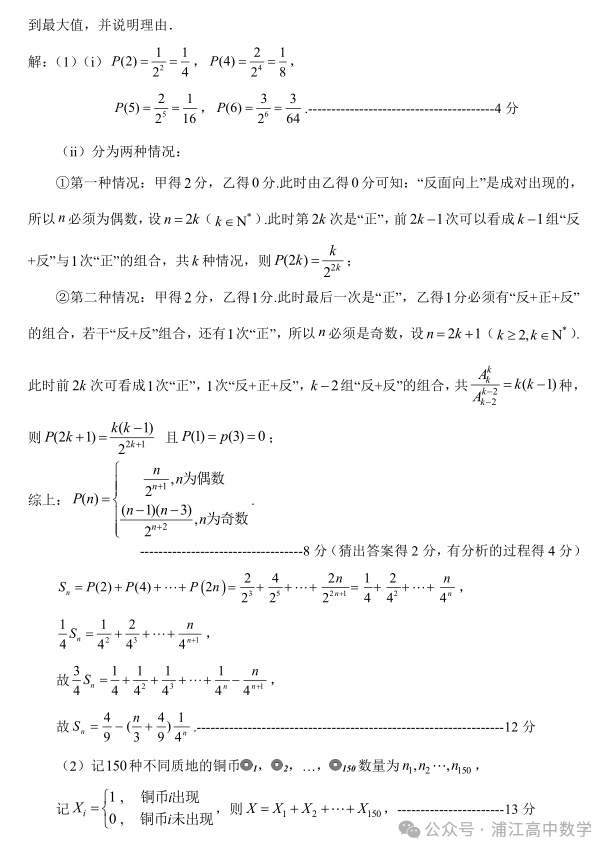 到最大值，并说明理由.
解:（1）（i） P(2) = 1/2² = 1/4 ， P(4) = 2/2⁴ = 1/8 ，
P(5) = 2/2⁵ = 1/16 ， P(6) = 3/2⁶ = 3/64 .----------------------------------------4 分
（ii）分为两种情况：
①第一种情况：甲得 2 分，乙得 0 分.此时由乙得 0 分可知：“反面向上”是成对出现的，
所以 n 必须为偶数，设 n = 2k（ k ∈ N* ).此时第 2k 次是“正”，前 2k −1 次可以看成 k −1 组“反
+反”与 1 次“正”的组合，共 k 种情况，则 P(2k) = k/2^{2k} ；
②第二种情况：甲得 2 分，乙得 1 分.此时最后一次是“正”，乙得 1 分必须有“反+正+反”
的组合，若干“反+反”组合，还有 1 次“正”，所以 n 必须是奇数，设 n = 2k +1（ k ≥ 2, k ∈ N* ).
此时前 2k 次可看成 1 次“正”，1 次“反+正+反”，k − 2 组“反+反”的组合，共 A_k^k / A_{k−2}^{k−2} = k(k −1) 种，
则 P(2k +1) = k(k −1)/2^{2k+1} 且 P(1) = p(3) = 0 ；
综上： P(n) = { n/2^{n+1} , n为偶数
(n −1)(n −3)/2^{n+2} , n为奇数 .
-----------------------------------8 分（猜出答案得 2 分，有分析的过程得 4 分）
S_n = P(2) + P(4) + ⋯ + P(2n) = 2/2³ + 4/2⁵ + ⋯ + 2n/2^{2n+1} = 1/4 + 2/4² + ⋯ + n/4^n ，
1/4 S_n = 1/4² + 2/4³ + ⋯ + n/4^{n+1} ，
故 3/4 S_n = 1/4 + 1/4² + 1/4³ + ⋯ + 1/4^n − n/4^{n+1} ，
故 S_n = 4/9 − (n/3 + 4/9) 1/4^n .------------------------------------------------------------------12 分
（2）记 150 种不同质地的铜币1，2，…，150 数量为 n₁, n₂ ⋯, n₁₅₀ ，
记 X_i = { 1， 铜币i出现
0， 铜币i未出现 ，则 X = X₁ + X₂ + ⋯ + X₁₅₀ ，-----------------------13 分
公众号 · 浦江高中数学